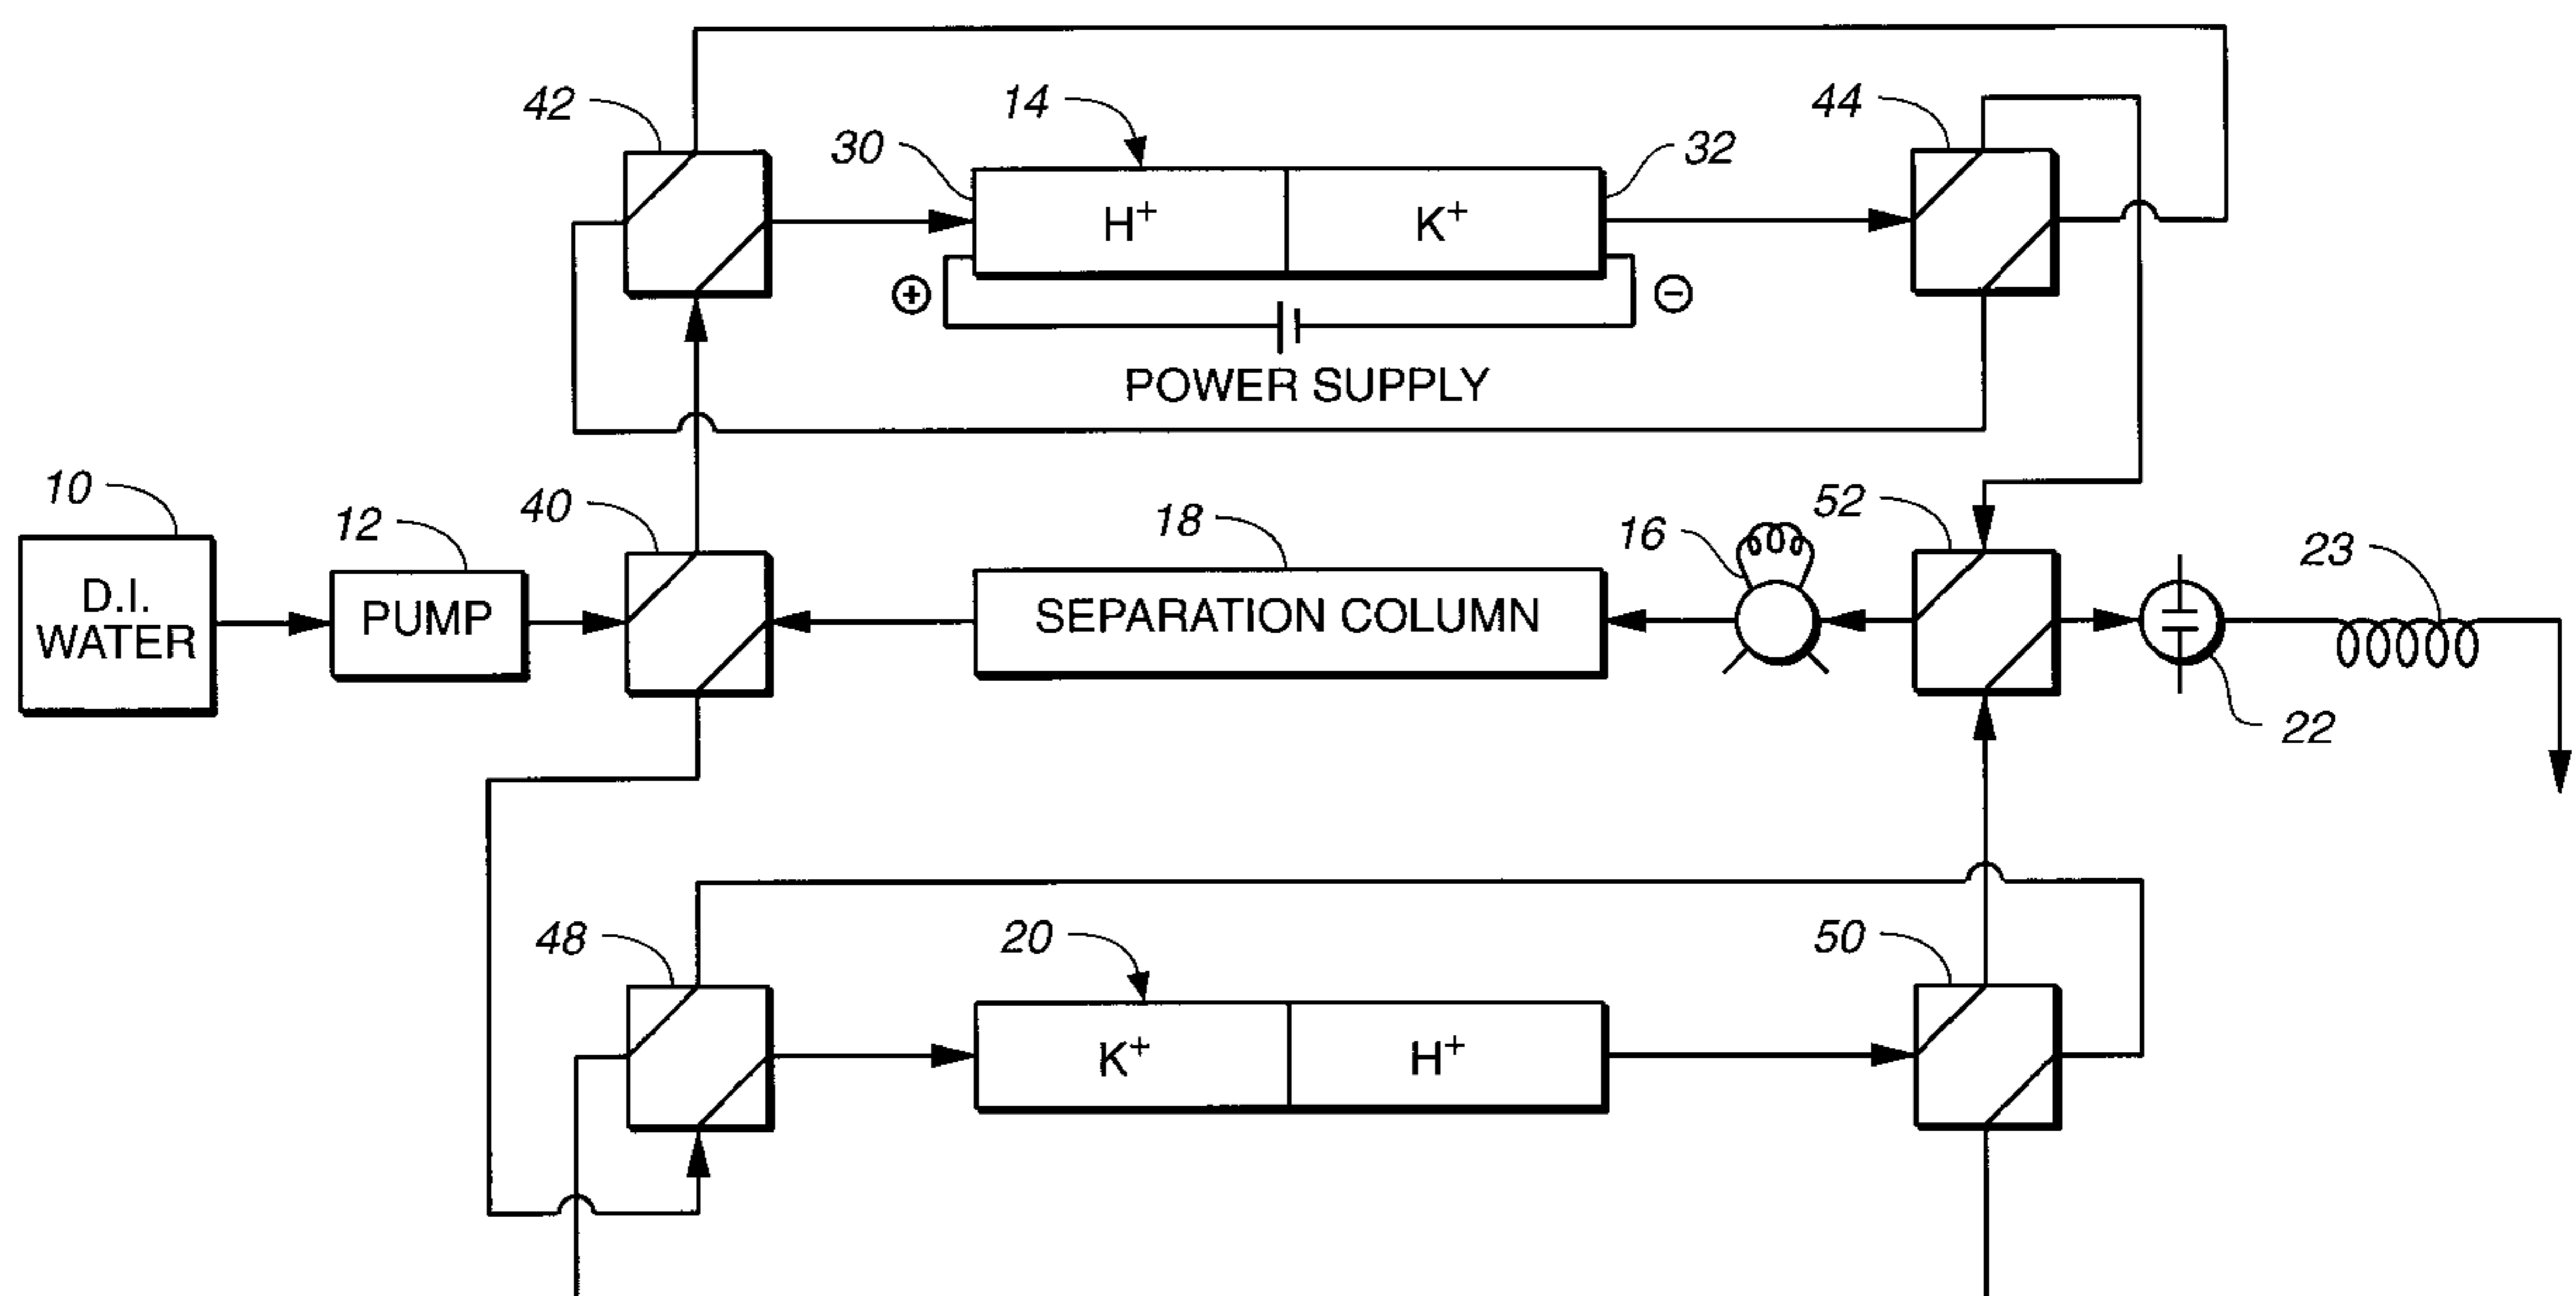 42
14
44
30
32
H+
K+
+
−
POWER SUPPLY
10
12
40
18
16
52
23
D.I.
WATER
PUMP
SEPARATION COLUMN
22
48
20
50
K+
H+